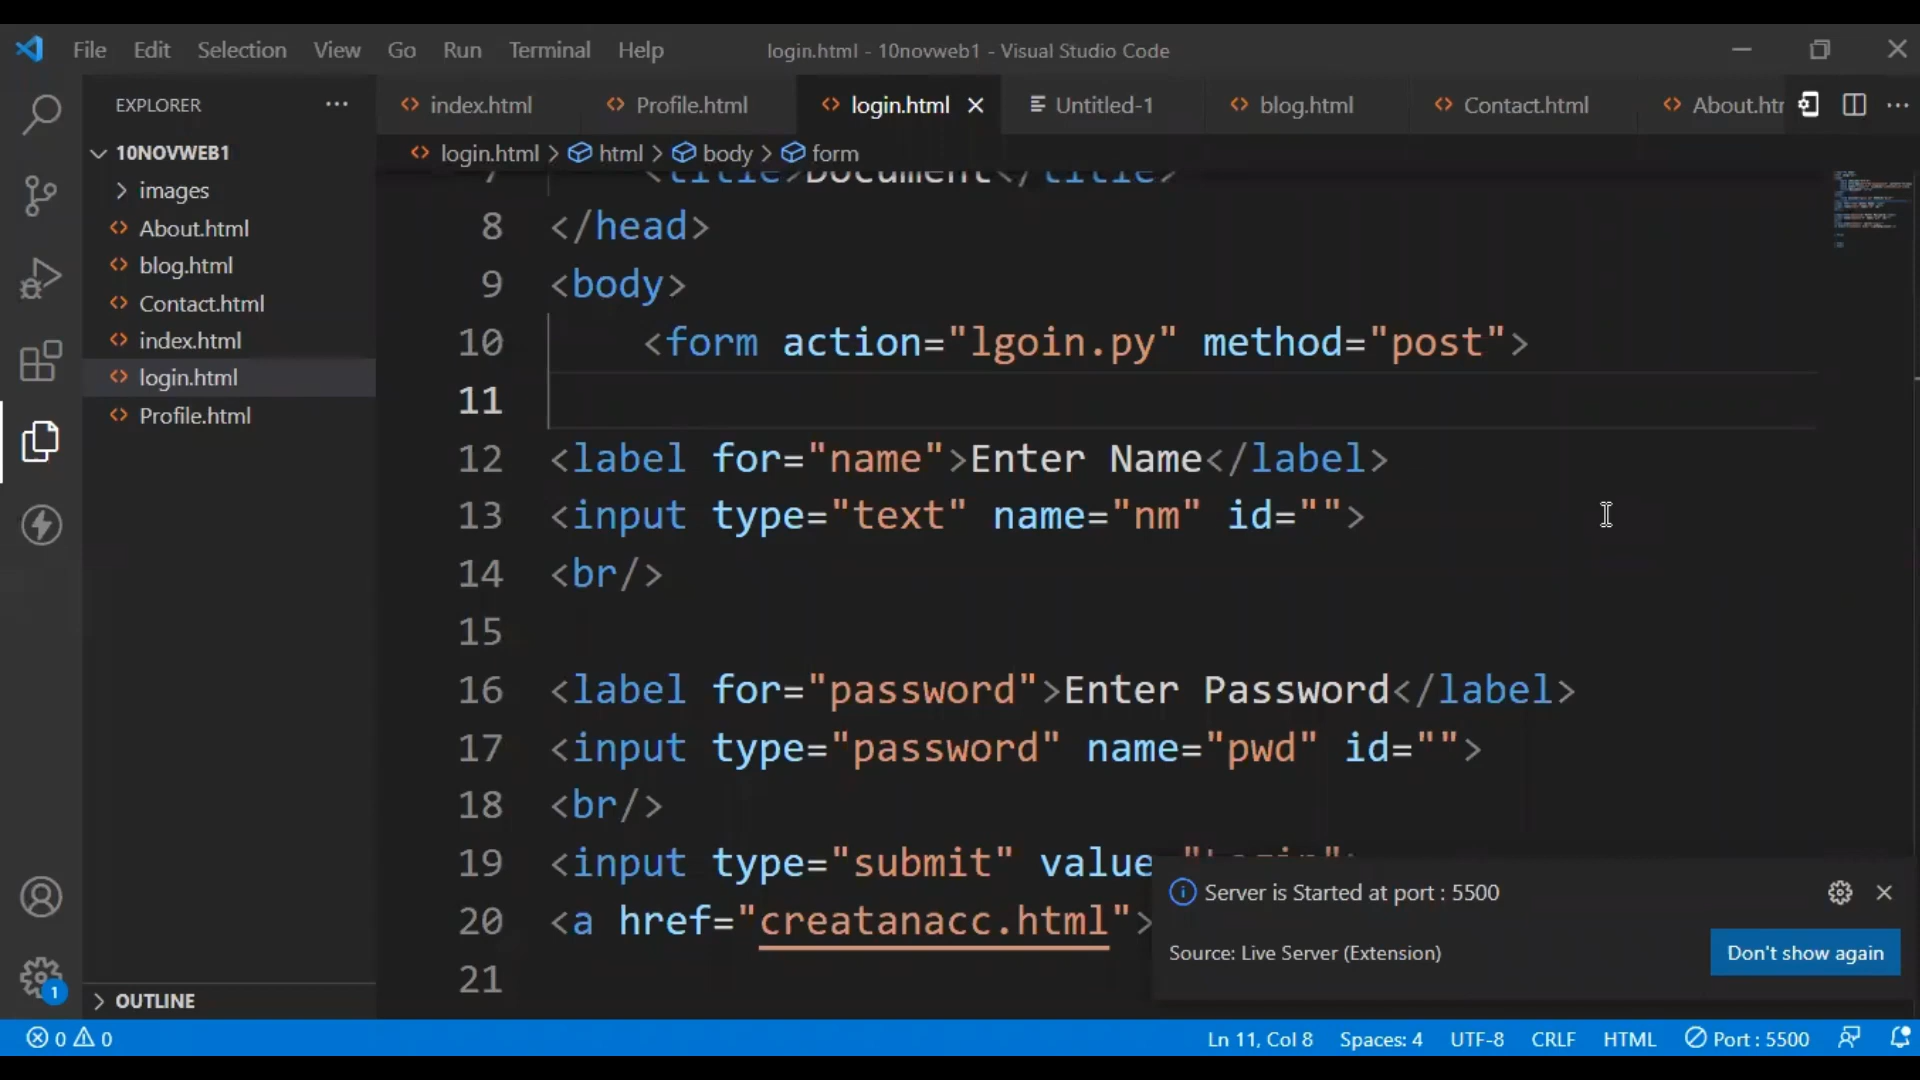 File Edit Selection View Go Run Terminal Help login.html - 10novweb1 - Visual Studio Code
EXPLORER ...
index.html Profile.html login.html Untitled-1 blog.html Contact.html
10NOVWEB1
login.html > html > body > form
images
About.html
blog.html
Contact.html
index.html
login.html
Profile.html
7 <title>Document</title>
8 </head>
9 <body>
10 <form action="lgoin.py" method="post">
11
12 <label for="name">Enter Name</label>
13 <input type="text" name="nm" id="">
14 <br/>
15
16 <label for="password">Enter Password</label>
17 <input type="password" name="pwd" id="">
18 <br/>
19 <input type="submit" value
20 <a href="creatanacc.html">
21
Server is Started at port : 5500
Source: Live Server (Extension)
Don't show again
1
OUTLINE
0 0 Ln 11, Col 8 Spaces: 4 UTF-8 CRLF HTML Port : 5500